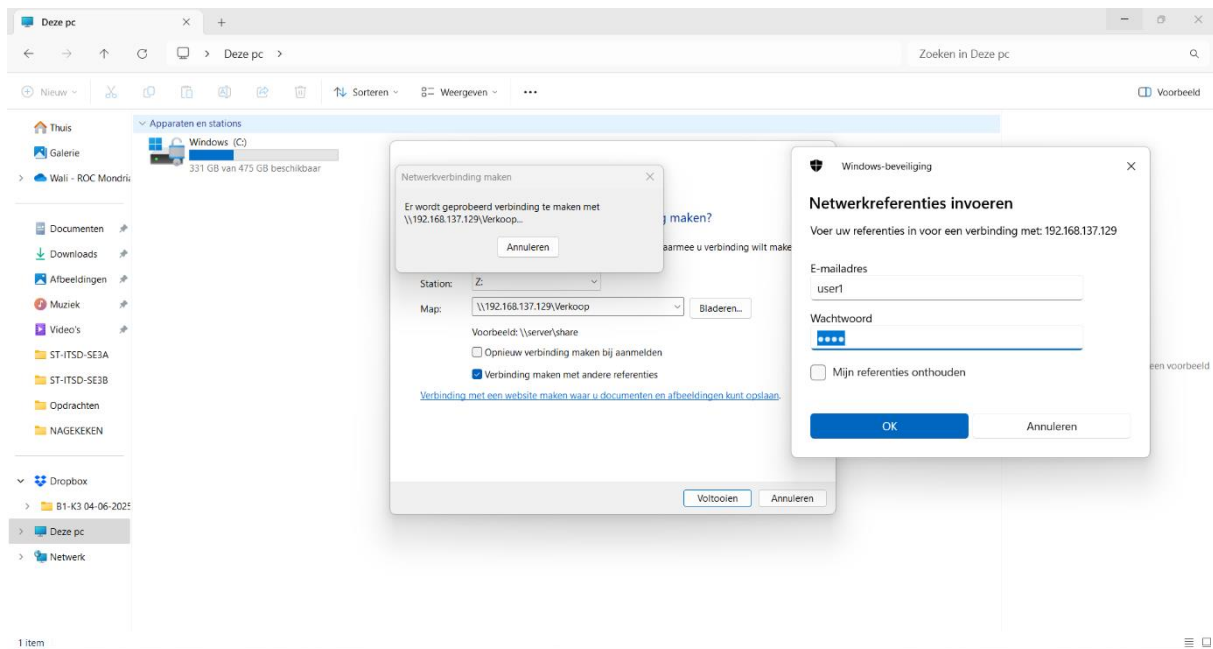 Deze pc
Deze pc
Zoeken in Deze pc
Nieuw
Sorteren
Weergeven
Voorbeeld
Thuis
Galerie
Wali - ROC Mondri
Documenten
Downloads
Afbeeldingen
Muziek
Video's
ST-ITSD-SE3A
ST-ITSD-SE3B
Opdrachten
NAGEKEKEN
Dropbox
B1-K3 04-06-2025
Deze pc
Netwerk
1 item
Apparaten en stations
Windows (C:)
331 GB van 475 GB beschikbaar
Netwerkverbinding maken
Er wordt geprobeerd verbinding te maken met
\\192.168.137.129\Verkoop...
Annuleren
maken?
aarmee u verbinding wilt make
Station:
Z:
Map:
\\192.168.137.129\Verkoop
Bladeren...
Voorbeeld: \\server\share
Opnieuw verbinding maken bij aanmelden
Verbinding maken met andere referenties
Verbinding met een website maken waar u documenten en afbeeldingen kunt opslaan.
Voltooien
Annuleren
Windows-beveiliging
Netwerkreferenties invoeren
Voer uw referenties in voor een verbinding met: 192.168.137.129
E-mailadres
user1
Wachtwoord
●●●●
Mijn referenties onthouden
OK
Annuleren
een voorbeeld